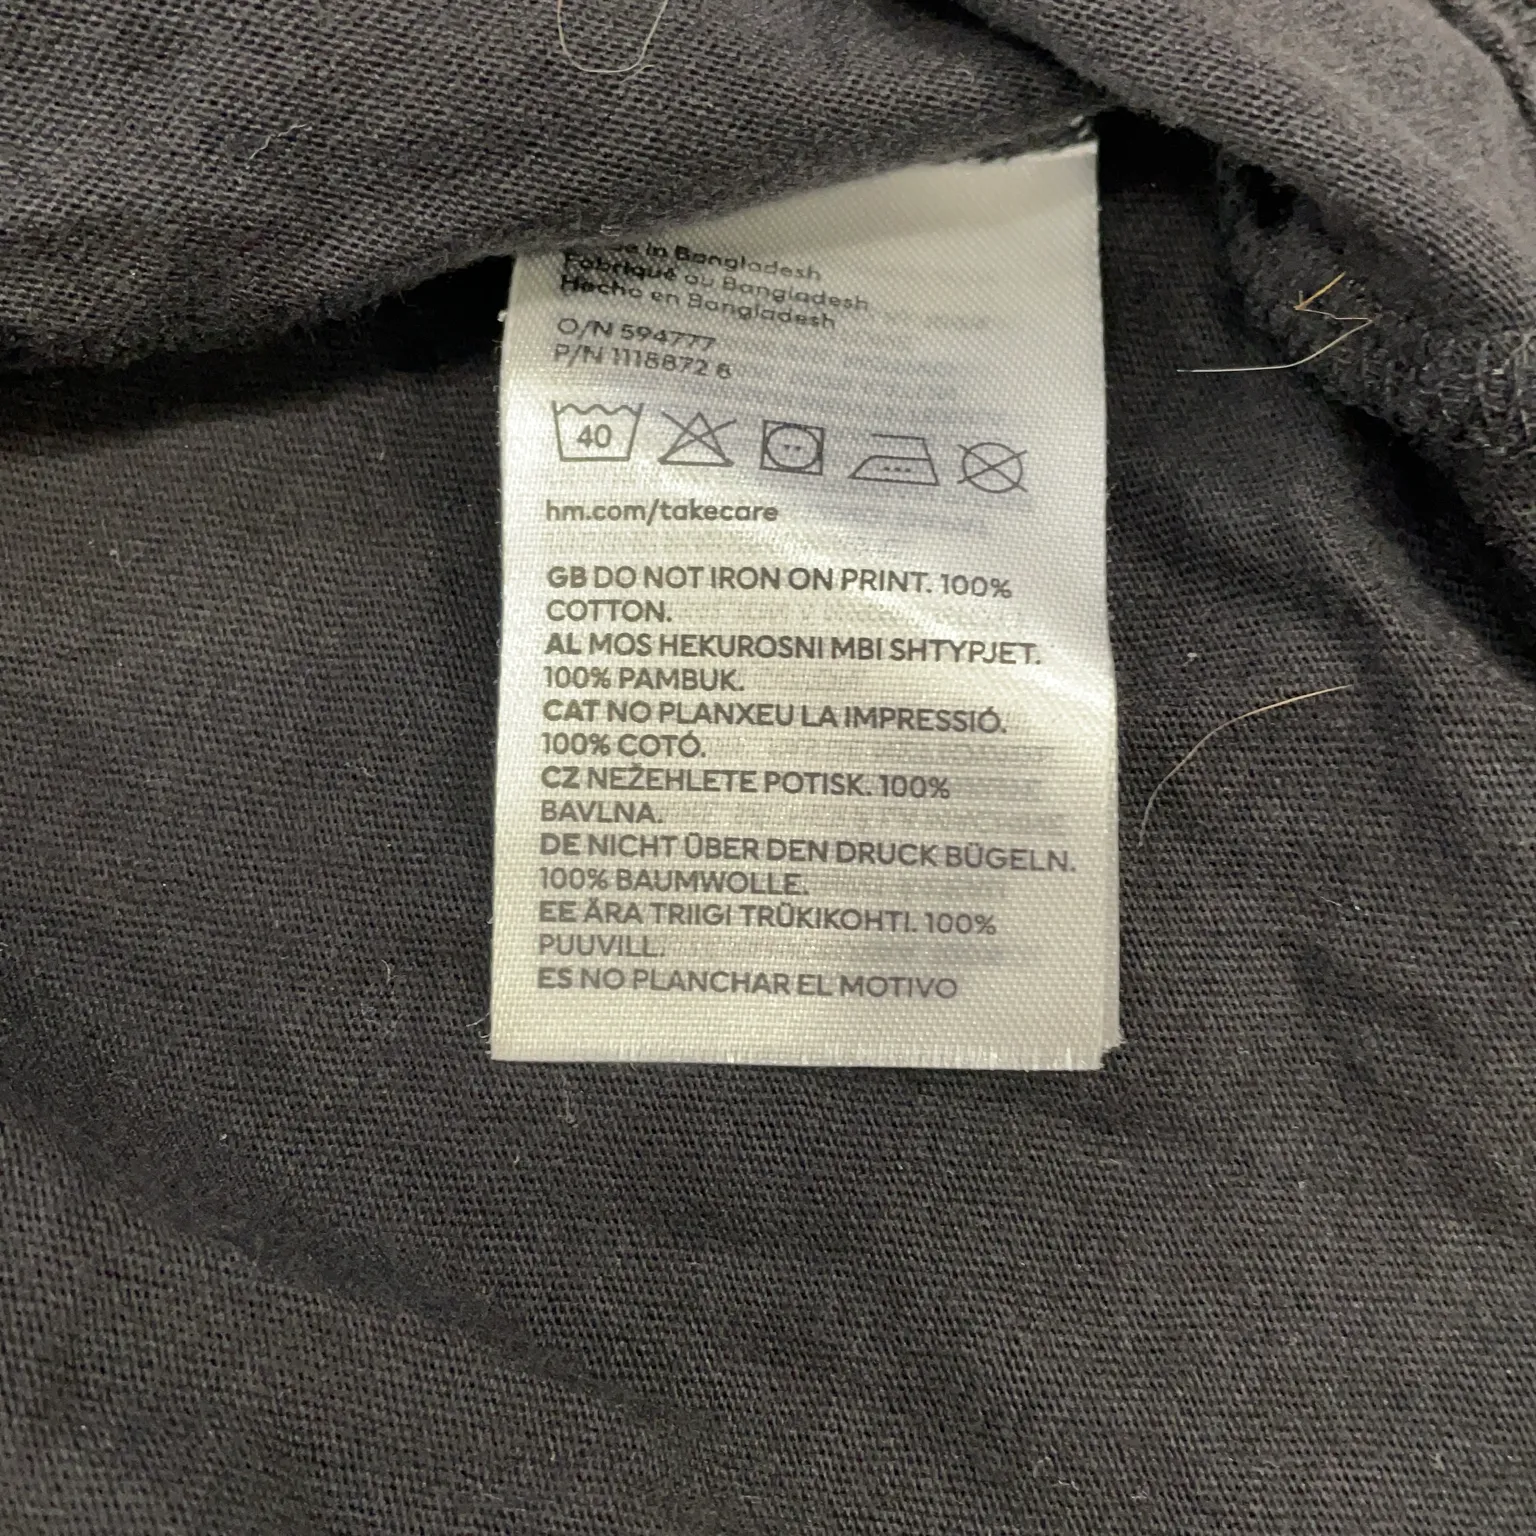 in Bangladesh
Fabriqué au Bangladesh
Hecho en Bangladesh
O/N 594777
P/N 1118872 8
40
hm.com/takecare
GB DO NOT IRON ON PRINT. 100%
COTTON.
AL MOS HEKUROSNI MBI SHTYPJET.
100% PAMBUK.
CAT NO PLANXEU LA IMPRESSIÓ.
100% COTÓ.
CZ NEŽEHLETE POTISK. 100%
BAVLNA.
DE NICHT ÜBER DEN DRUCK BÜGELN.
100% BAUMWOLLE.
EE ÄRA TRIIGI TRÜKIKOHTI. 100%
PUUVILL.
ES NO PLANCHAR EL MOTIVO